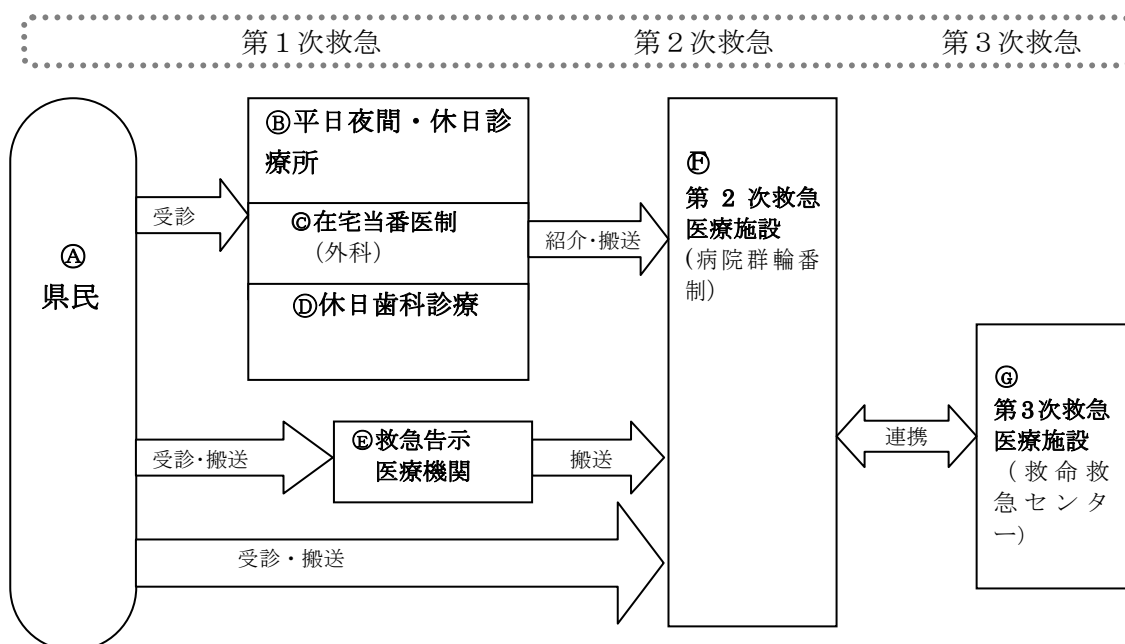 第１次救急
第２次救急
第３次救急
Ⓐ
県民
受診
Ⓑ平日夜間・休日診
療所
Ⓒ在宅当番医制
（外科）
Ⓓ休日歯科診療
紹介・搬送
受診・搬送
Ⓔ救急告示
医療機関
搬送
受診・搬送
Ⓕ
第２次救急
医療施設
(病院群輪番
制)
連携
Ⓖ
第３次救急
医療施設
（救命救
急センタ
ー）